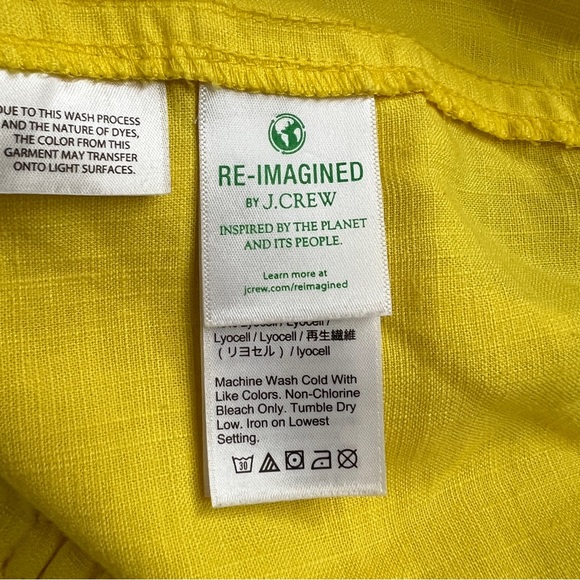 DUE TO THIS WASH PROCESS
AND THE NATURE OF DYES,
THE COLOR FROM THIS
GARMENT MAY TRANSFER
ONTO LIGHT SURFACES.
RE-IMAGINED
BY J.CREW
INSPIRED BY THE PLANET
AND ITS PEOPLE.
Learn more at
jcrew.com/reimagined
Lyocell / Lyocell / 再生纖維
(リヨセル) / lyocell
Machine Wash Cold With
Like Colors. Non-Chlorine
Bleach Only. Tumble Dry
Low. Iron on Lowest
Setting.
30